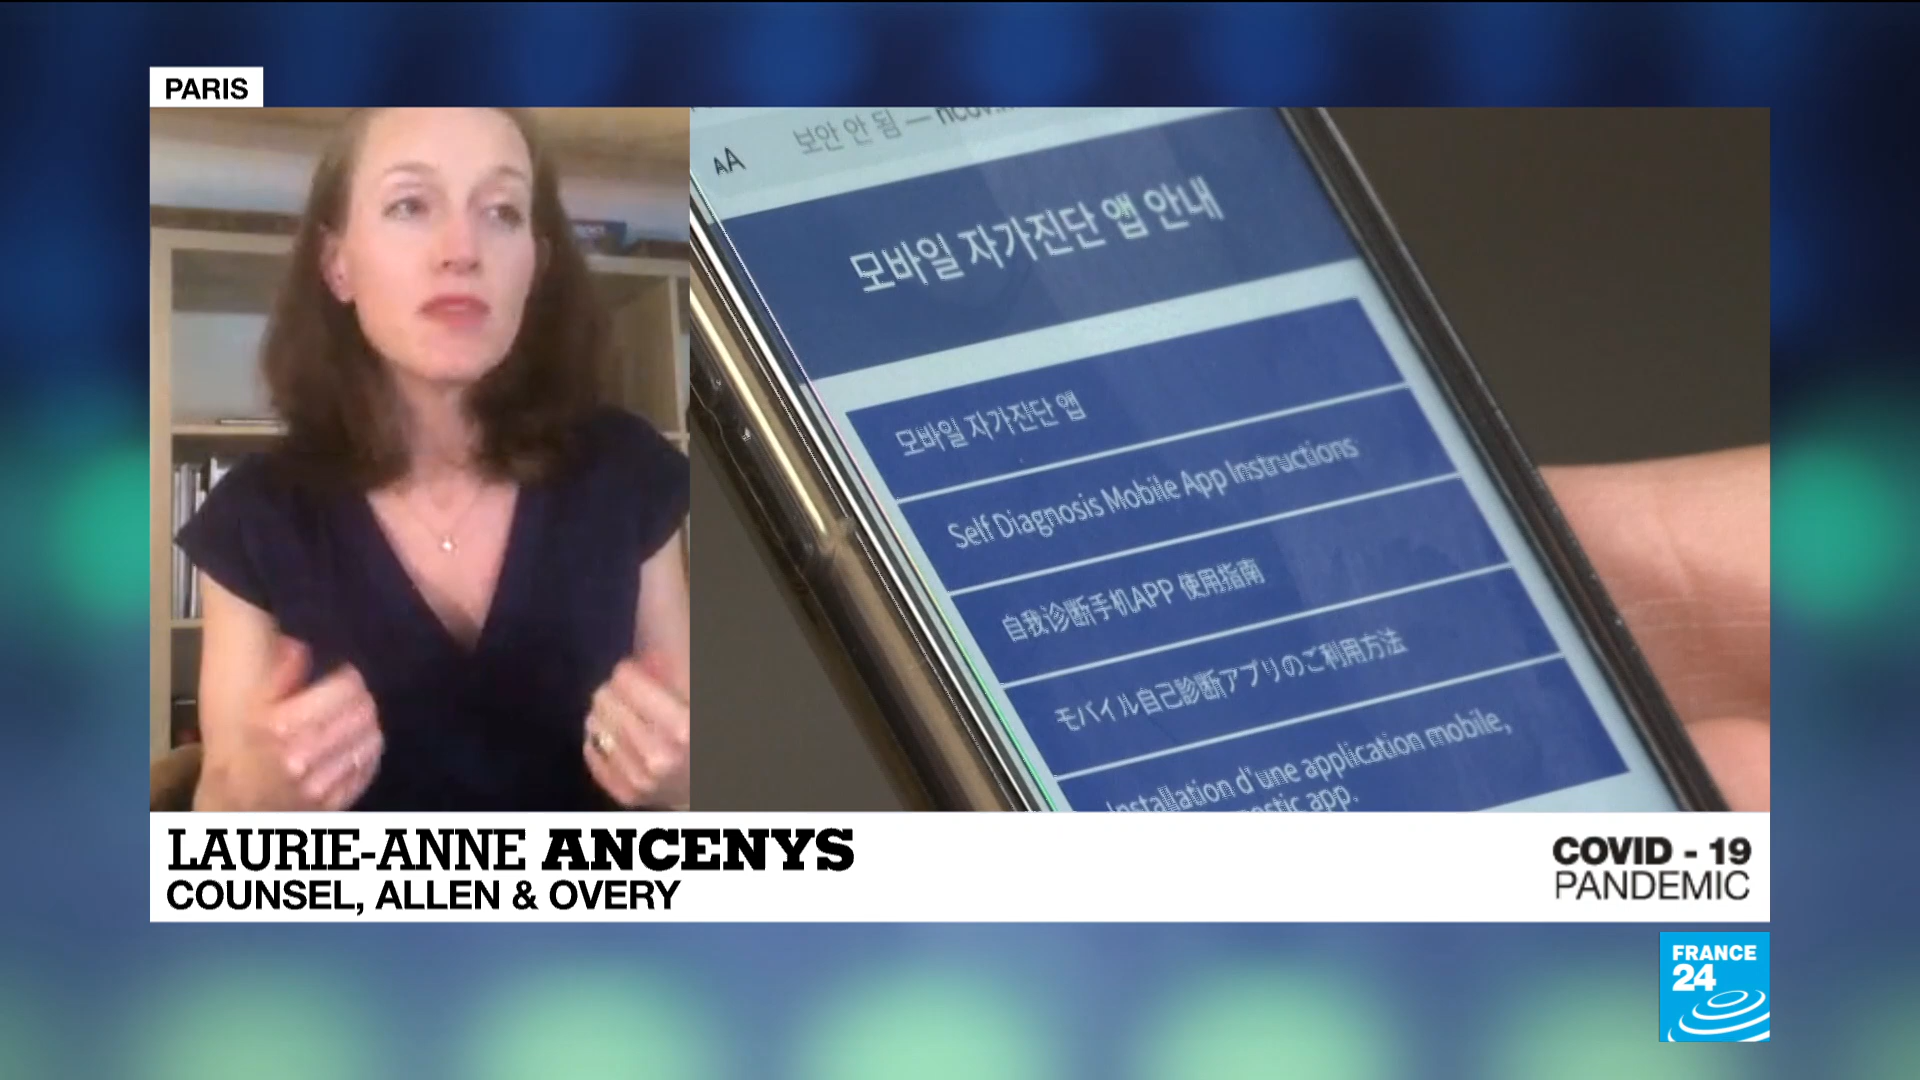 PARIS
AA 보안 안 됨 —
모바일 자가진단 앱 안내
모바일 자가진단 앱
Self Diagnosis Mobile App Instructions
自我诊断手机APP 使用指南
モバイル自己診断アプリのご利用方法
Installation d'une application mobile,
app.
LAURIE-ANNE ANCENYS
COUNSEL, ALLEN & OVERY
COVID - 19
PANDEMIC
FRANCE
24